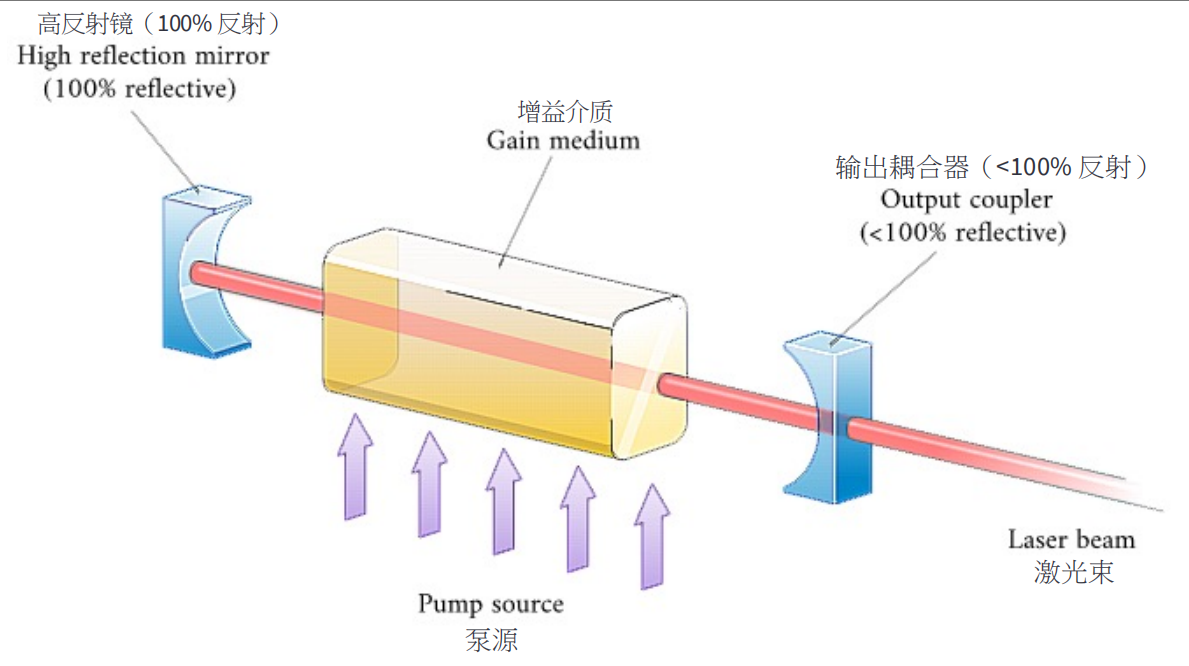 高反射镜（100% 反射）
High reflection mirror
(100% reflective)
增益介质
Gain medium
输出耦合器（<100% 反射）
Output coupler
(<100% reflective)
Laser beam
激光束
Pump source
泵源